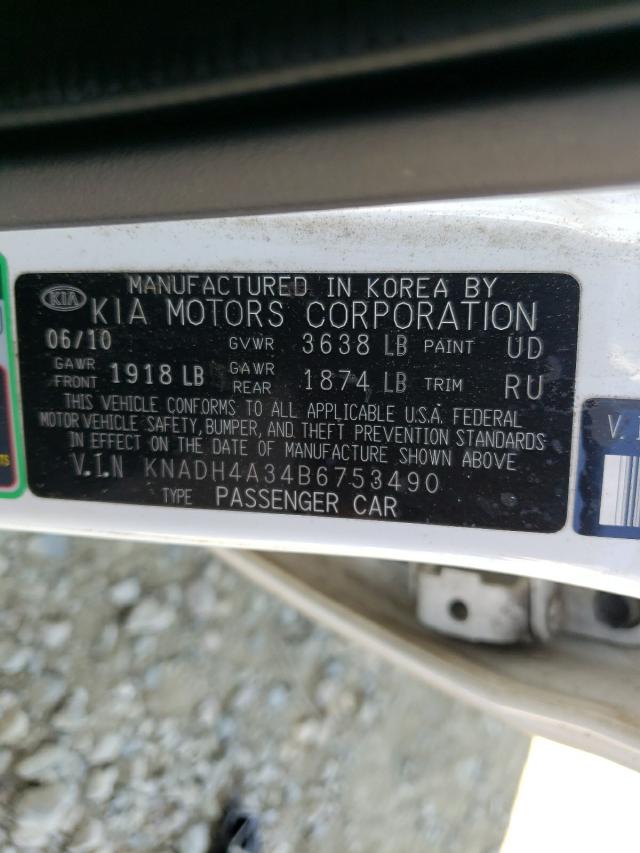 MANUFACTURED IN KOREA BY
KIA KIA MOTORS CORPORATION
06/10 GVWR 3638 LB PAINT UD
GAWR FRONT 1918 LB GAWR REAR 1874 LB TRIM RU
THIS VEHICLE CONFORMS TO ALL APPLICABLE U.S.A. FEDERAL
MOTOR VEHICLE SAFETY, BUMPER, AND THEFT PREVENTION STANDARDS
IN EFFECT ON THE DATE OF MANUFACTURE SHOWN ABOVE
V.I.N KNADH4A34B6753490
TYPE PASSENGER CAR